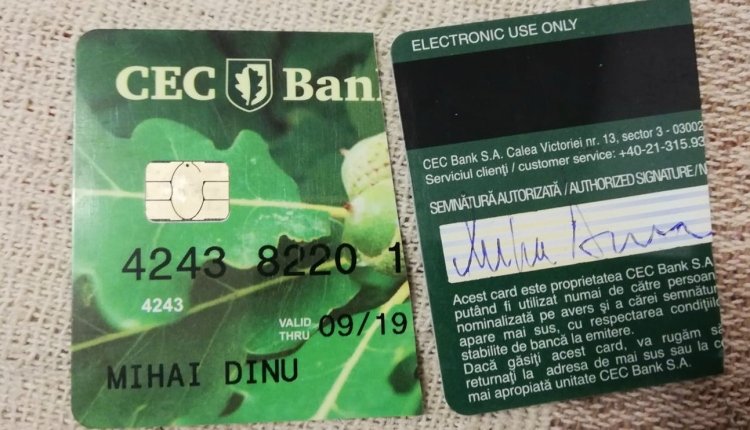 CEC Ban
4243 8220 1
4243
VALID
THRU 09/19
MIHAI DINU
ELECTRONIC USE ONLY
CEC Bank S.A. Calea Victoriei nr. 13, sector 3 - 03002
Serviciul clienți / customer service: +40-21-315.93
SEMNĂTURĂ AUTORIZATĂ / AUTHORIZED SIGNATURE / N
Acest card este proprietatea CEC Bank S.A.
putând fi utilizat numai de către persoan
nominalizată pe avers și a cărei semnătur
apare mai sus, cu respectarea condițiilo
stabilite de bancă la emitere.
Dacă găsiți acest card, va rugăm să
returnați la adresa de mai sus sau la c
mai apropiată unitate CEC Bank S.A.